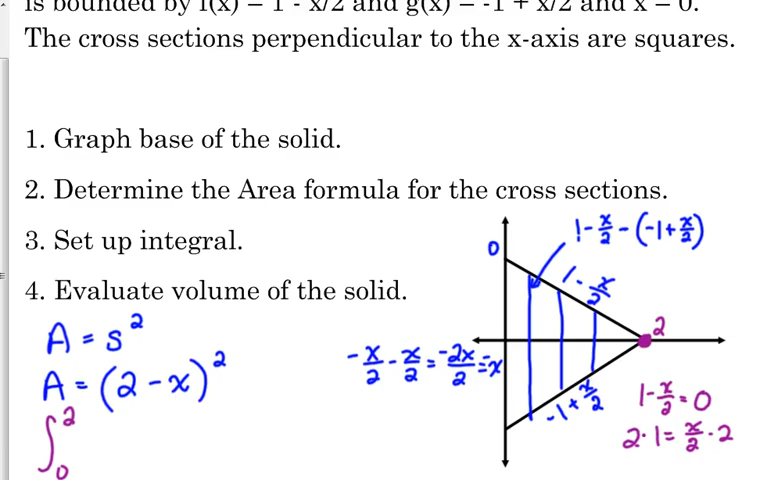 is bounded by f(x) = 1 - x/2 and g(x) = -1 + x/2 and x = 0.
The cross sections perpendicular to the x-axis are squares.
1. Graph base of the solid.
2. Determine the Area formula for the cross sections.
3. Set up integral.
4. Evaluate volume of the solid.
0
1 - x/2 - (-1 + x/2)
1 - x/2
2
A = s²
-x/2 - x/2 = -2x/2 = -x
A = (2 - x)²
-1 + x/2
1 - x/2 = 0
2·1 = x/2 · 2
∫₀²